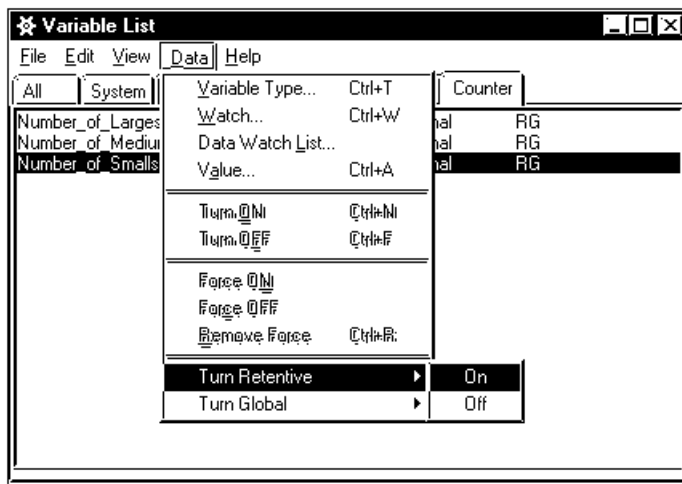 Variable List
File Edit View Data Help
All System Counter
Variable Type... Ctrl+T
Watch... Ctrl+W
Data Watch List...
Value... Ctrl+A
Turn ON Ctrl+N
Turn OFF Ctrl+F
Force ON
Force OFF
Remove Force Ctrl+R
Turn Retentive On
Turn Global Off
Number_of_Larges nal RG
Number_of_Mediu nal RG
Number_of_Smalls nal RG